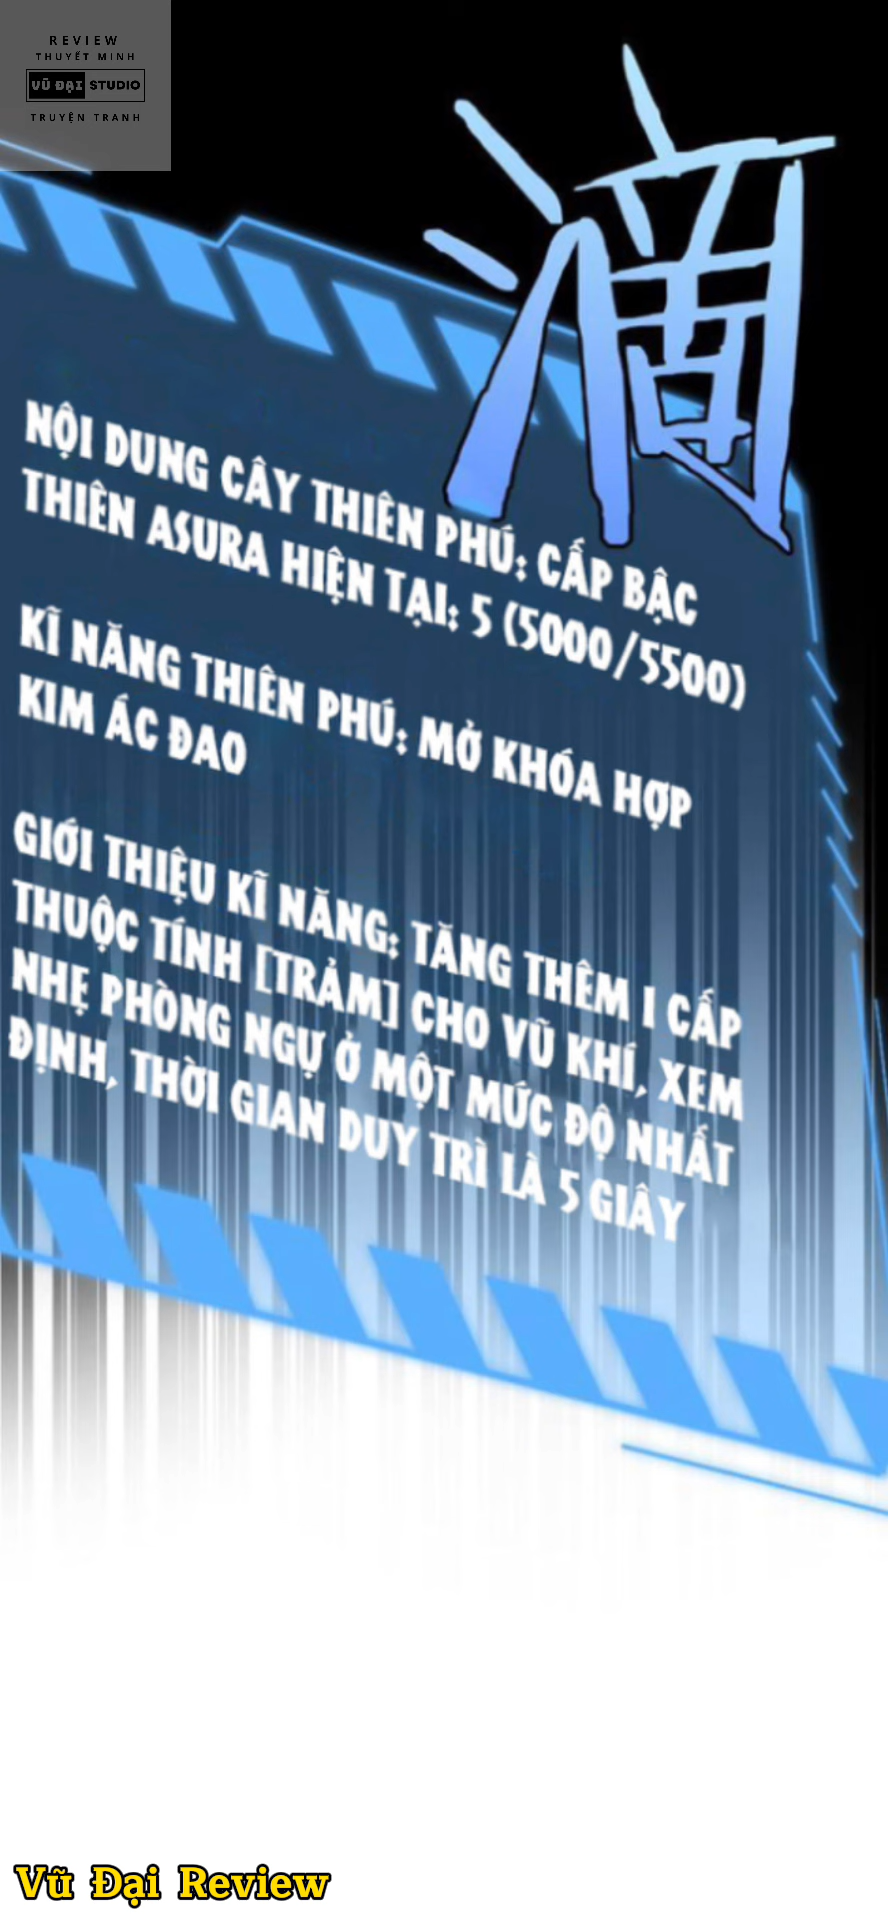 REVIEW
THUYẾT MINH
VŨ ĐẠI STUDIO
TRUYỆN TRANH
滴
NỘI DUNG CÂY THIÊN PHÚ: CẤP BẬC
THIÊN ASURA HIỆN TẠI: 5 (5000/5500)
KĨ NĂNG THIÊN PHÚ: MỞ KHÓA HỢP
KIM ÁC ĐAO
GIỚI THIỆU KĨ NĂNG: TĂNG THÊM 1 CẤP
THUỘC TÍNH [TRẢM] CHO VŨ KHÍ, XEM
NHẸ PHÒNG NGỰ Ở MỘT MỨC ĐỘ NHẤT
ĐỊNH, THỜI GIAN DUY TRÌ LÀ 5 GIÂY
Vũ Đại Review